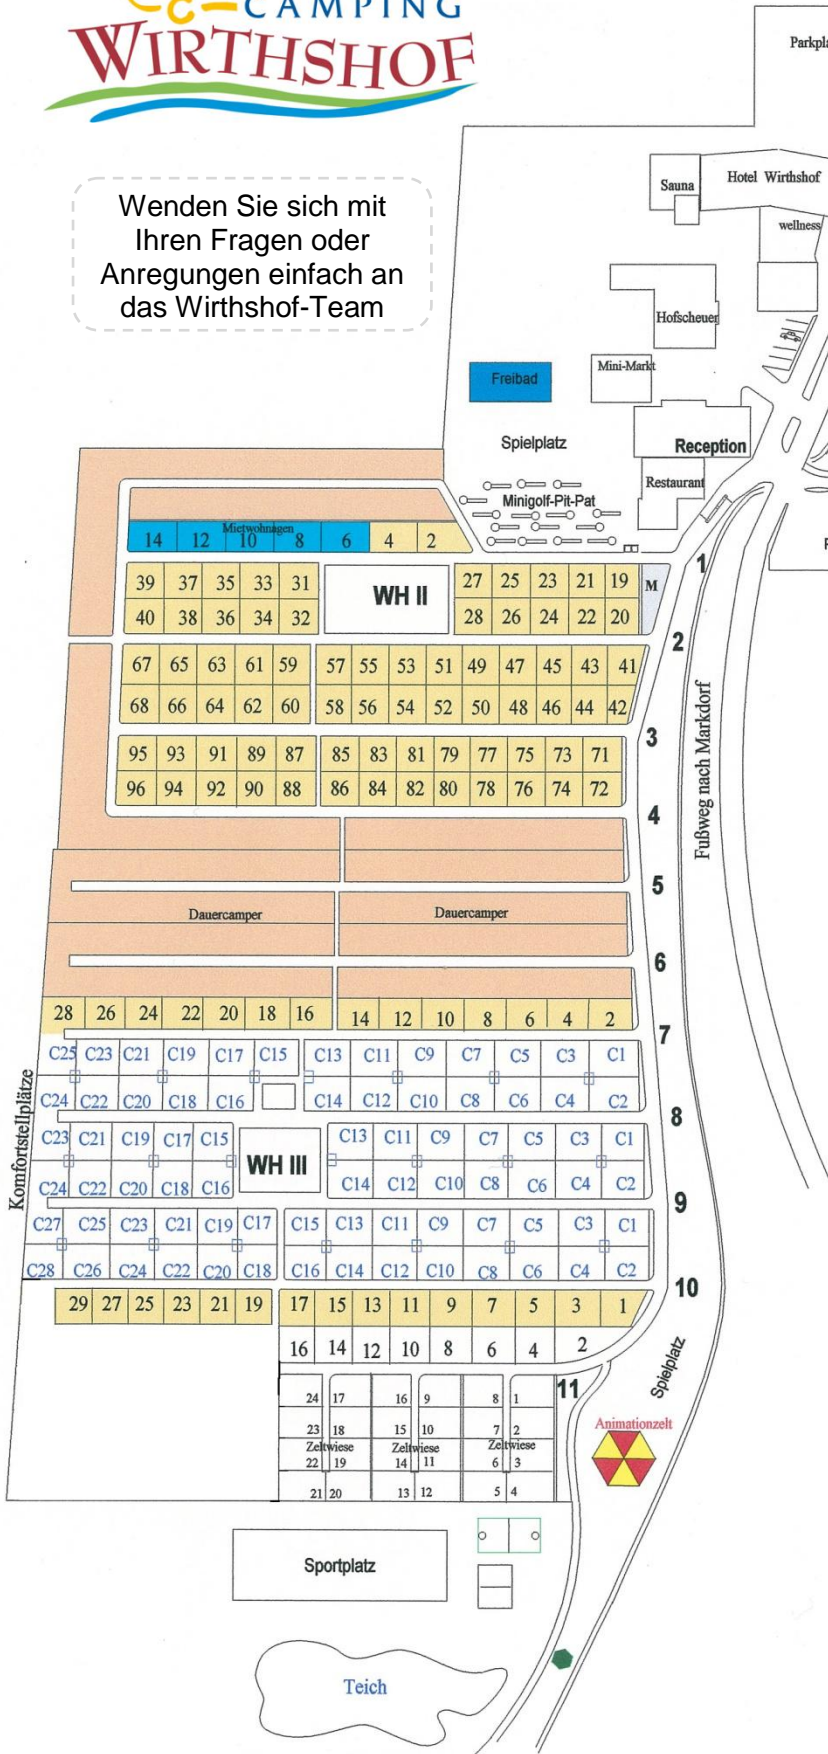 CAMPING
WIRTHSHOF
Parkpla
Wenden Sie sich mit
Ihren Fragen oder
Anregungen einfach an
das Wirthshof-Team
Sauna
Hotel Wirthshof
wellness
Hofscheuer
Mini-Markt
Freibad
Spielplatz
Reception
Restaurant
Minigolf-Pit-Pat
Mietwohnagen
14 12 10 8 6 4 2
1
39 37 35 33 31
WH II
27 25 23 21 19
M
40 38 36 34 32
28 26 24 22 20
2
67 65 63 61 59 57 55 53 51 49 47 45 43 41
68 66 64 62 60 58 56 54 52 50 48 46 44 42
3
Fußweg nach Markdorf
95 93 91 89 87 85 83 81 79 77 75 73 71
96 94 92 90 88 86 84 82 80 78 76 74 72
4
5
Dauercamper
Dauercamper
6
28 26 24 22 20 18 16 14 12 10 8 6 4 2
7
Komfortstellplätze
C25 C23 C21 C19 C17 C15 C13 C11 C9 C7 C5 C3 C1
C24 C22 C20 C18 C16 C14 C12 C10 C8 C6 C4 C2
8
C23 C21 C19 C17 C15
WH III
C13 C11 C9 C7 C5 C3 C1
C24 C22 C20 C18 C16
C14 C12 C10 C8 C6 C4 C2
9
C27 C25 C23 C21 C19 C17 C15 C13 C11 C9 C7 C5 C3 C1
C28 C26 C24 C22 C20 C18 C16 C14 C12 C10 C8 C6 C4 C2
10
29 27 25 23 21 19 17 15 13 11 9 7 5 3 1
16 14 12 10 8 6 4 2
Spielplatz
11
24 17 16 9 8 1
23 18 15 10 7 2
Zeltwiese Zeltwiese Zeltwiese
22 19 14 11 6 3
21 20 13 12 5 4
Animationzelt
Sportplatz
Teich